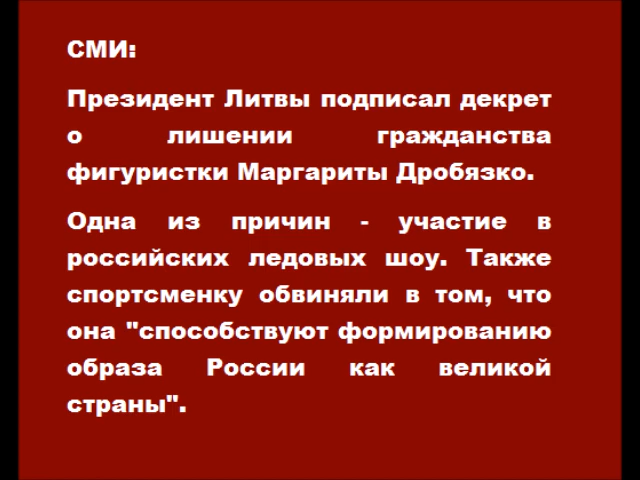 СМИ:
Президент Литвы подписал декрет
о лишении гражданства
фигуристки Маргариты Дробязко.
Одна из причин - участие в
российских ледовых шоу. Также
спортсменку обвиняли в том, что
она "способствуют формированию
образа России как великой
страны".